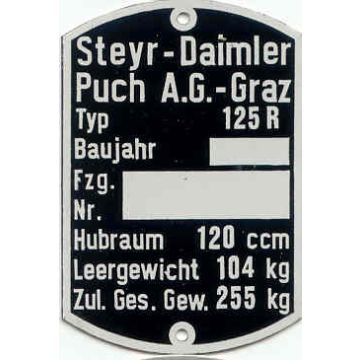 Steyr-Daimler
Puch A.G.-Graz
Typ 125 R
Baujahr
Fzg.
Nr.
Hubraum 120 ccm
Leergewicht 104 kg
Zul. Ges. Gew. 255 kg